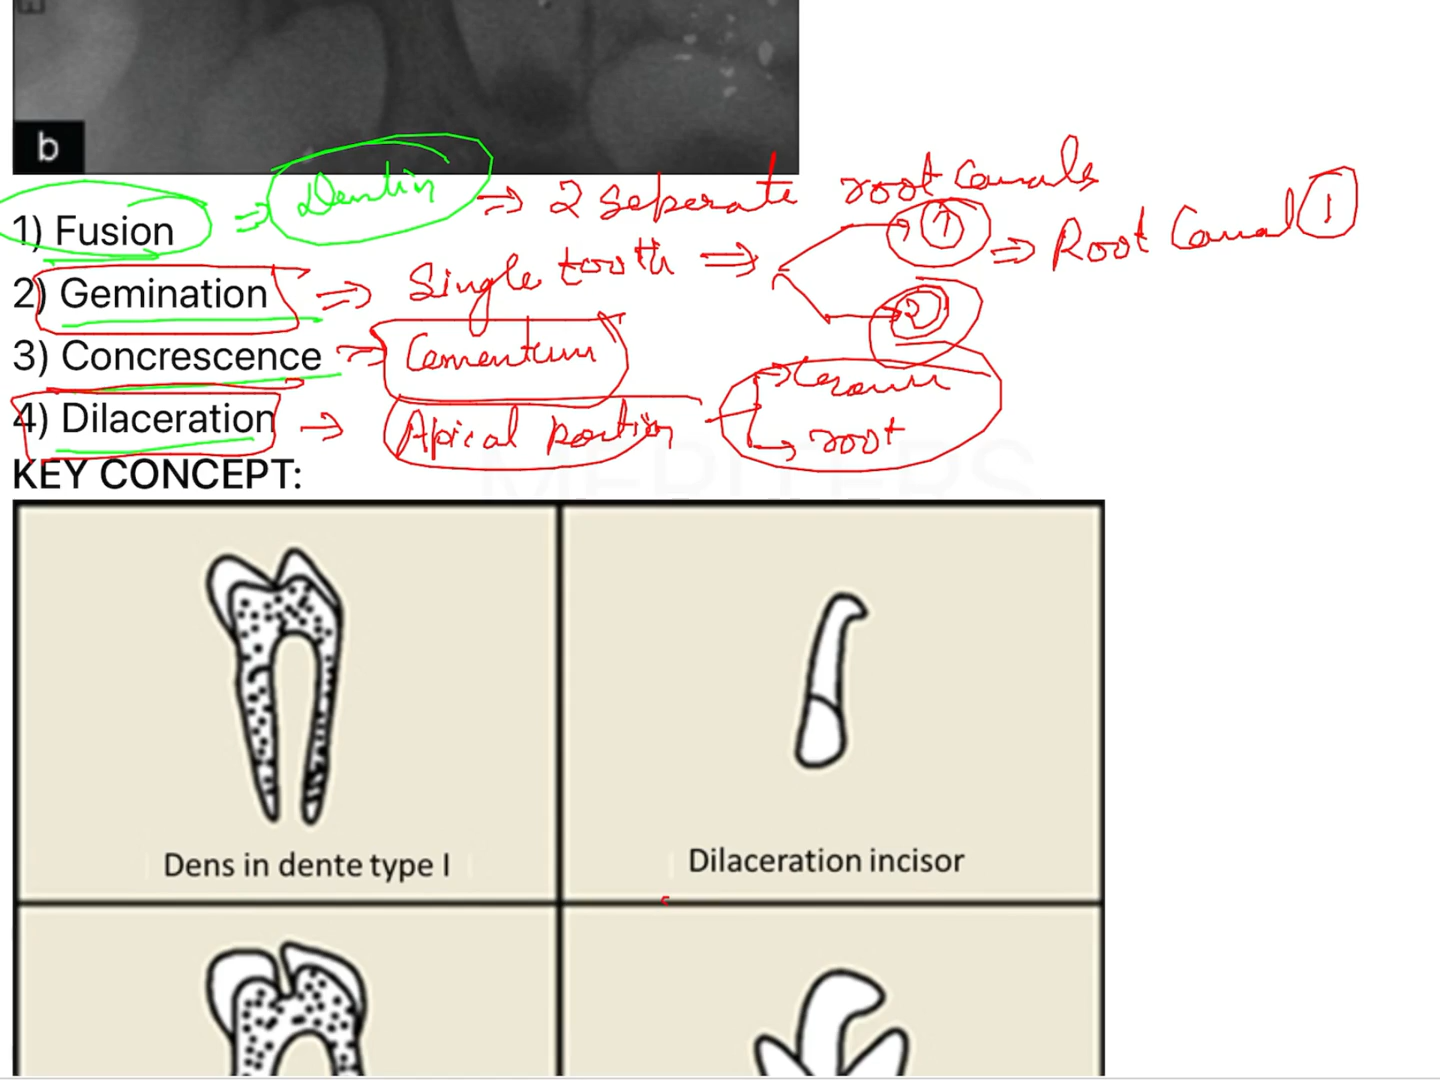 b
1) Fusion ⇒ Dentin ⇒ 2 seperate root canals
2) Gemination ⇒ Single tooth ⇒ 1 ⇒ Root Canal 1
2
3) Concrescence ⇒ Cementum
4) Dilaceration → Apical portion → Crown
→ root
KEY CONCEPT:
MERITERS
Dens in dente type I
Dilaceration incisor